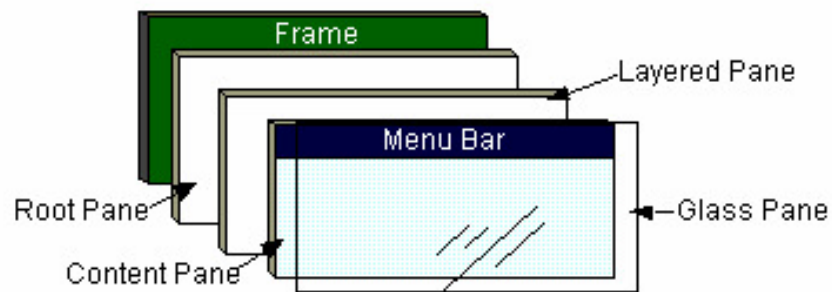 Frame
Layered Pane
Menu Bar
Root Pane
Glass Pane
Content Pane